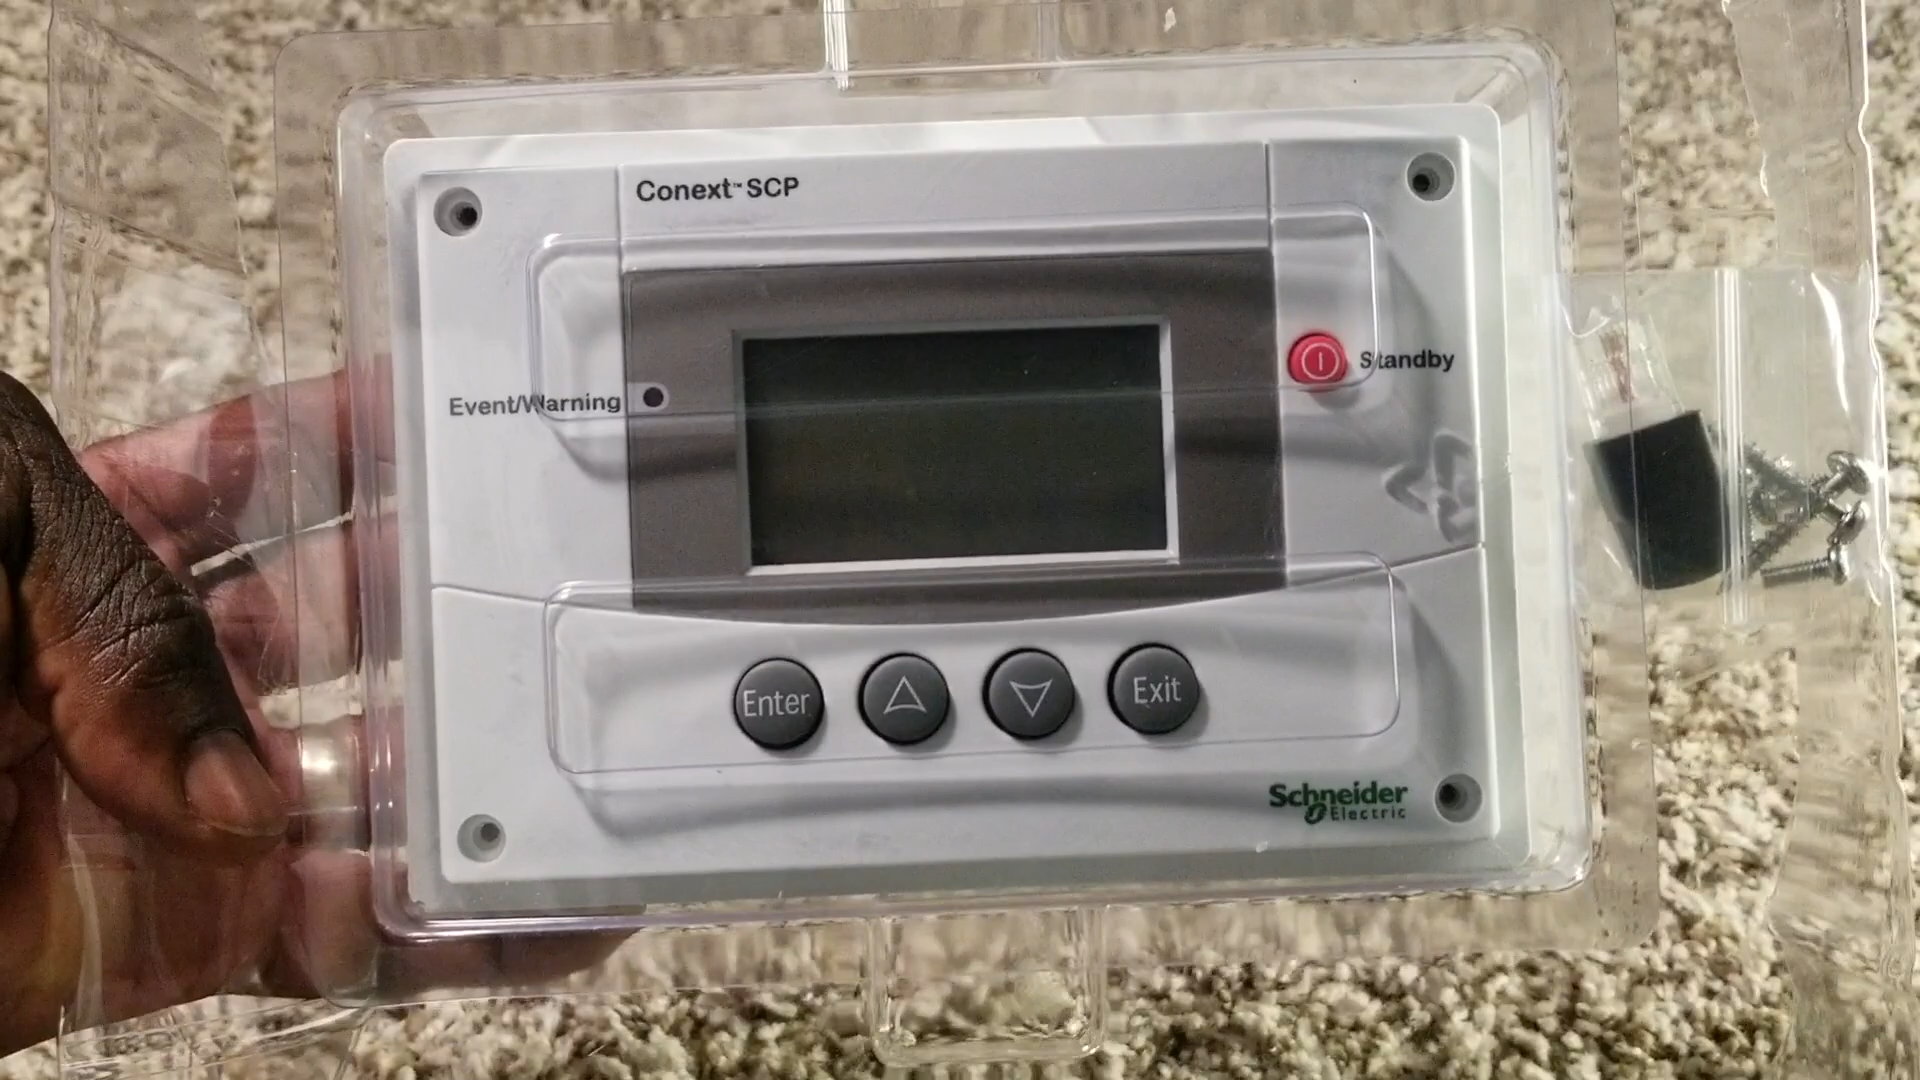 Conext™ SCP
Event/Warning
Standby
Enter
Exit
Schneider
Electric